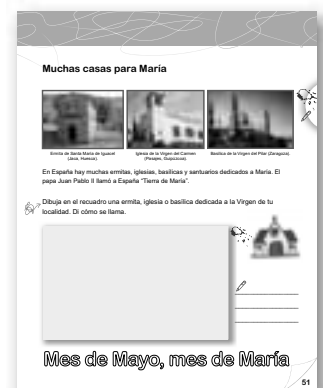 Muchas casas para María
Ermita de Santa María de Iguacel
(Jaca, Huesca).
Iglesia de la Virgen del Carmen
(Pasajes, Guipúzcoa).
Basílica de la Virgen del Pilar (Zaragoza).
En España hay muchas ermitas, iglesias, basílicas y santuarios dedicados a María. El
papa Juan Pablo II llamó a España “Tierra de María”.
Dibuja en el recuadro una ermita, iglesia o basílica dedicada a la Virgen de tu
localidad. Di cómo se llama.
Mes de Mayo, mes de María
51